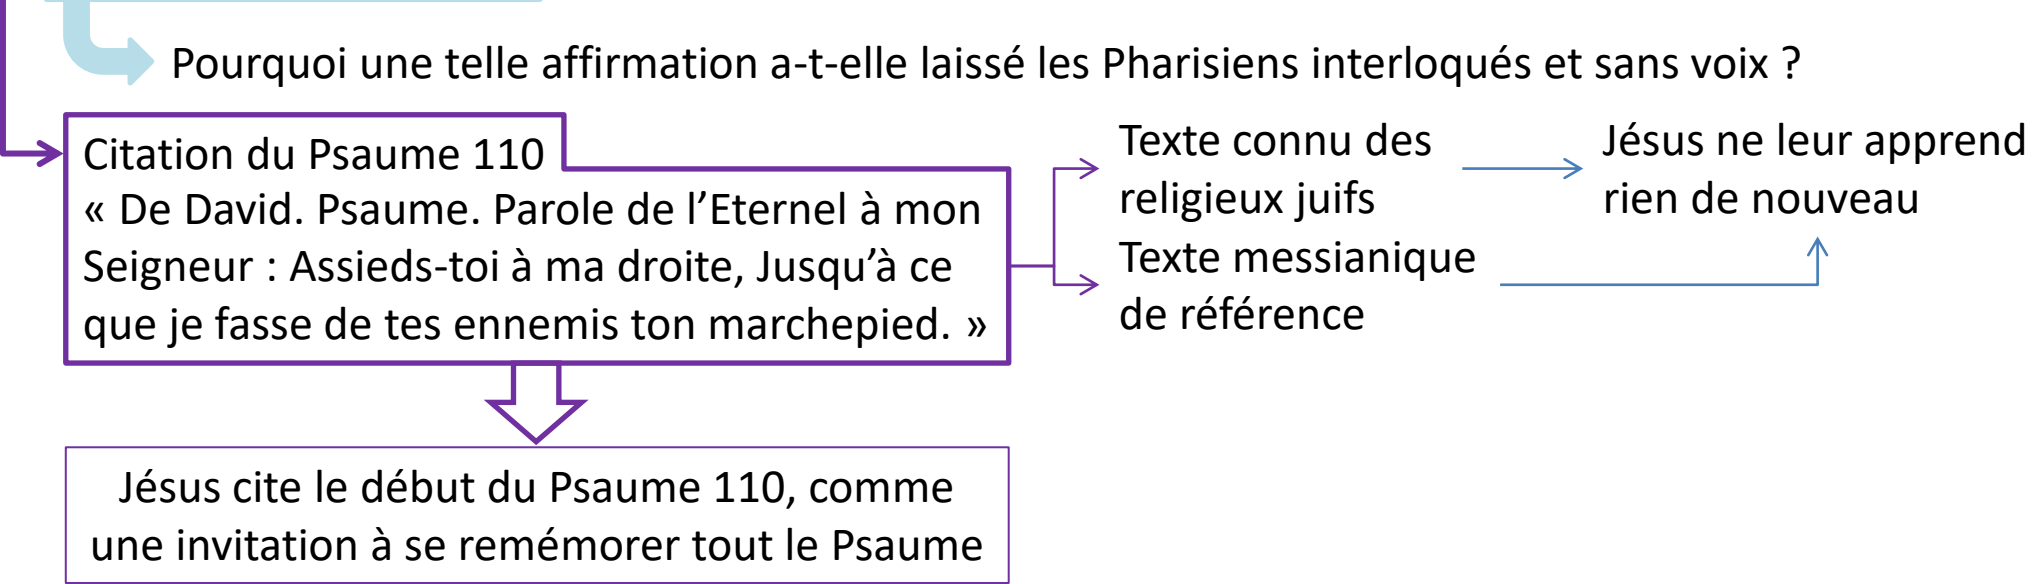 Pourquoi une telle affirmation a-t-elle laissé les Pharisiens interloqués et sans voix ?
Citation du Psaume 110
« De David. Psaume. Parole de l’Eternel à mon
Seigneur : Assieds-toi à ma droite, Jusqu’à ce
que je fasse de tes ennemis ton marchepied. »
Texte connu des
religieux juifs
Jésus ne leur apprend
rien de nouveau
Texte messianique
de référence
Jésus cite le début du Psaume 110, comme
une invitation à se remémorer tout le Psaume